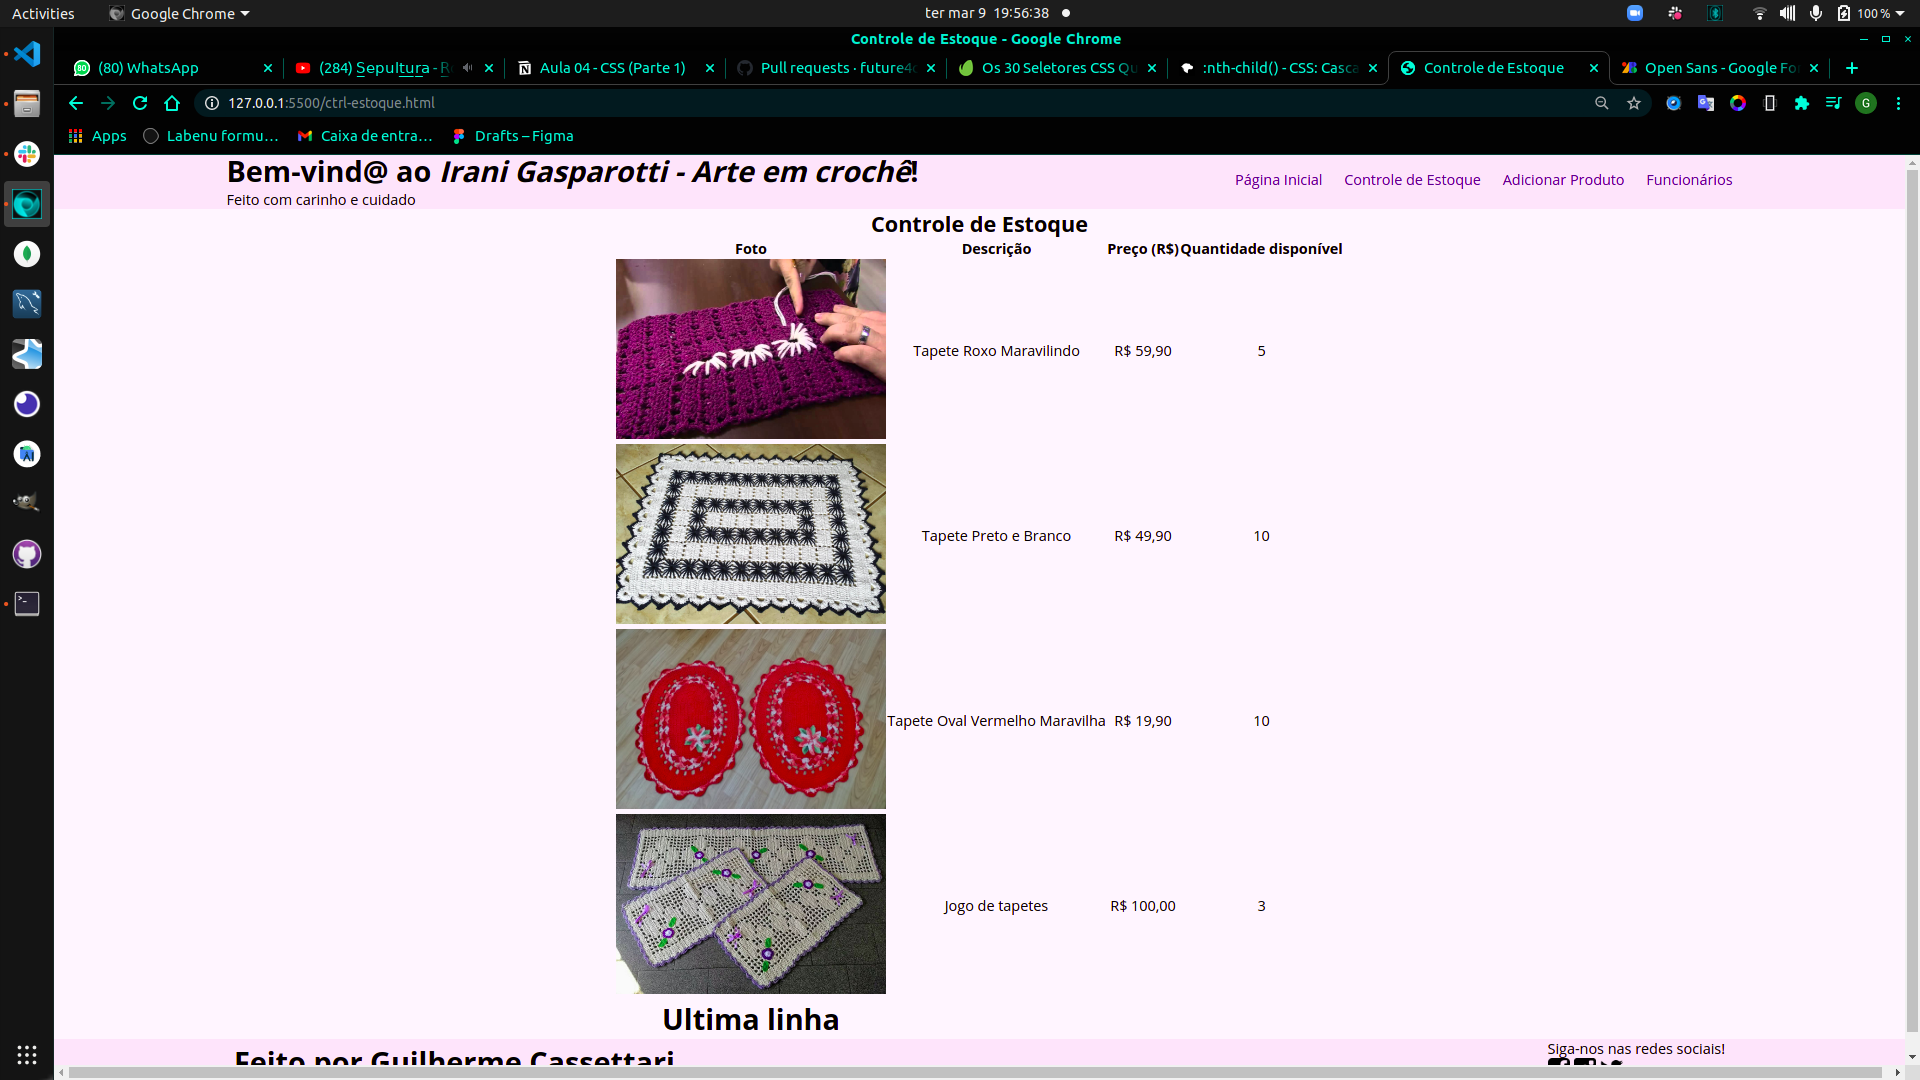 Activities
Google Chrome
ter mar 9 19:56:38
100 %
Controle de Estoque - Google Chrome
(80) WhatsApp
(284) Sepultura - R
Aula 04 - CSS (Parte 1)
Pull requests · future4
Os 30 Seletores CSS Qu
:nth-child() - CSS: Casca
Controle de Estoque
Open Sans - Google Fo
127.0.0.1:5500/ctrl-estoque.html
G
Apps
Labenu formu...
Caixa de entra...
Drafts – Figma
Bem-vind@ ao Irani Gasparotti - Arte em crochê!
Feito com carinho e cuidado
Página Inicial
Controle de Estoque
Adicionar Produto
Funcionários
Controle de Estoque
Foto Descrição Preço (R$) Quantidade disponível
Tapete Roxo Maravilindo R$ 59,90 5
Tapete Preto e Branco R$ 49,90 10
Tapete Oval Vermelho Maravilha R$ 19,90 10
Jogo de tapetes R$ 100,00 3
Ultima linha
Feito por Guilherme Cassettari
Siga-nos nas redes sociais!